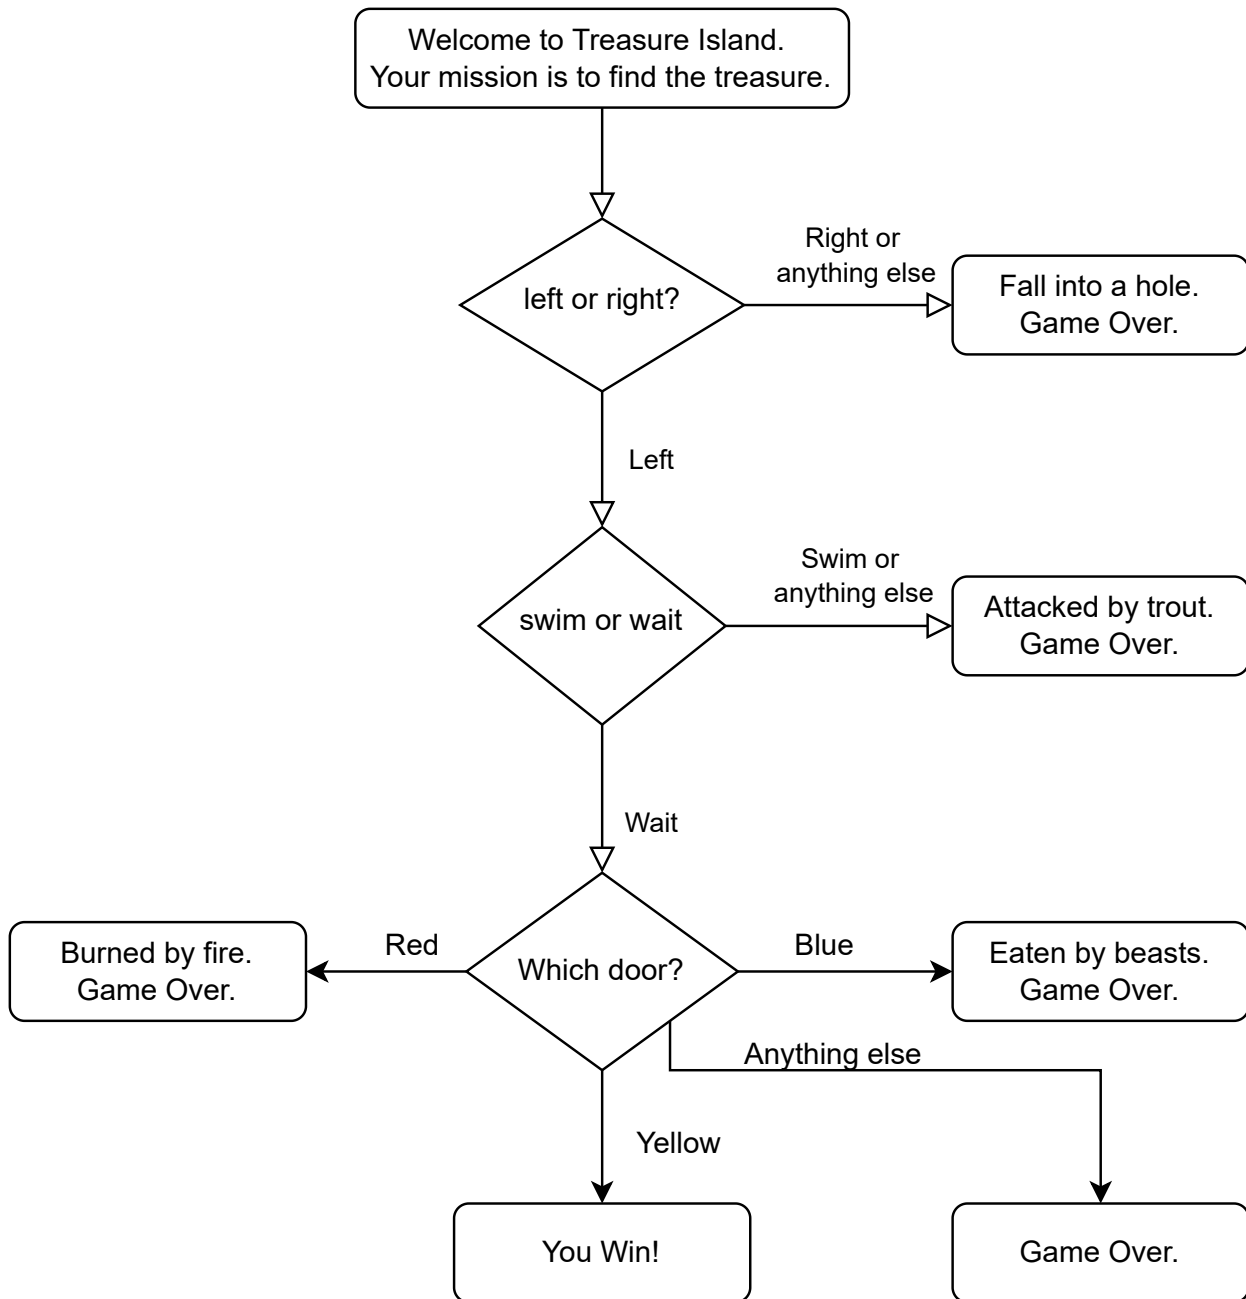 Welcome to Treasure Island.
Your mission is to find the treasure.
left or right?
Right or
anything else
Fall into a hole.
Game Over.
Left
swim or wait
Swim or
anything else
Attacked by trout.
Game Over.
Wait
Which door?
Red
Burned by fire.
Game Over.
Blue
Eaten by beasts.
Game Over.
Anything else
Yellow
You Win!
Game Over.